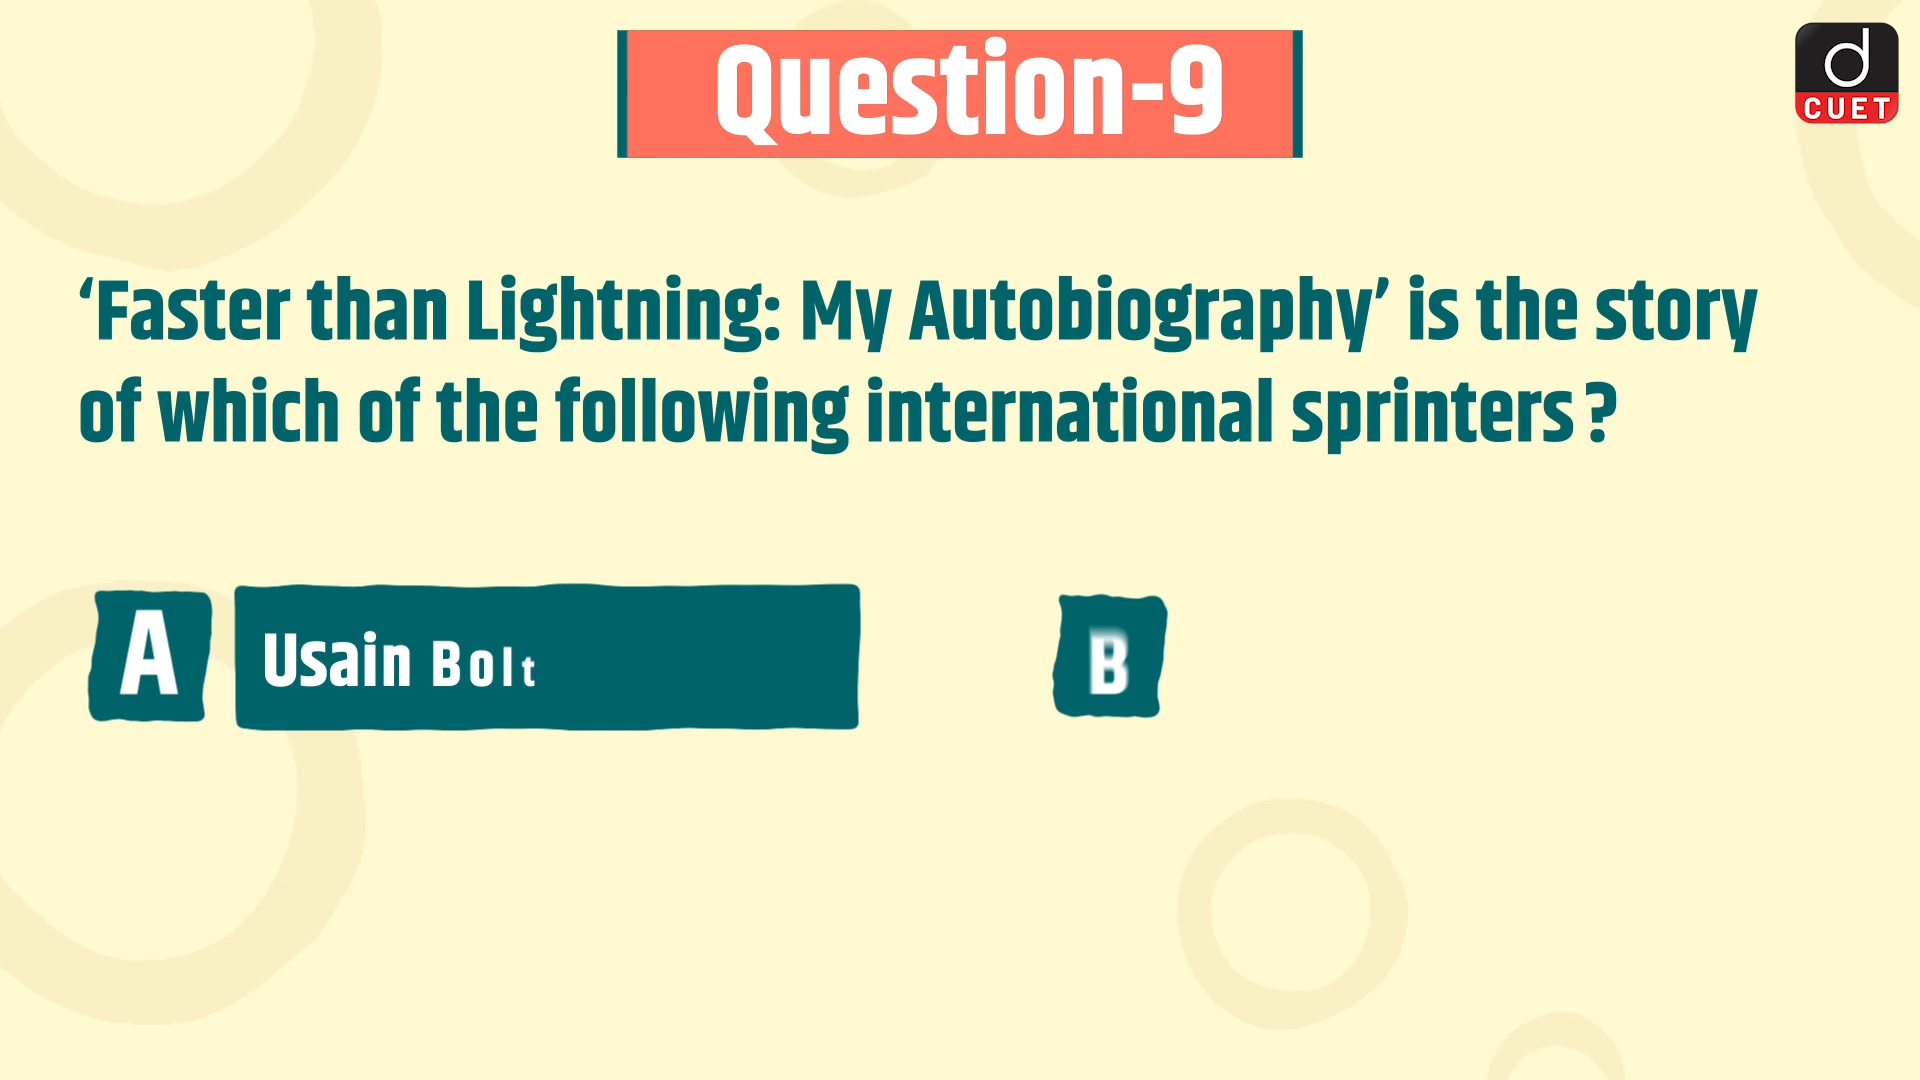 Question-9
d
CUET
‘Faster than Lightning: My Autobiography’ is the story
of which of the following international sprinters?
A
Usain Bolt
B